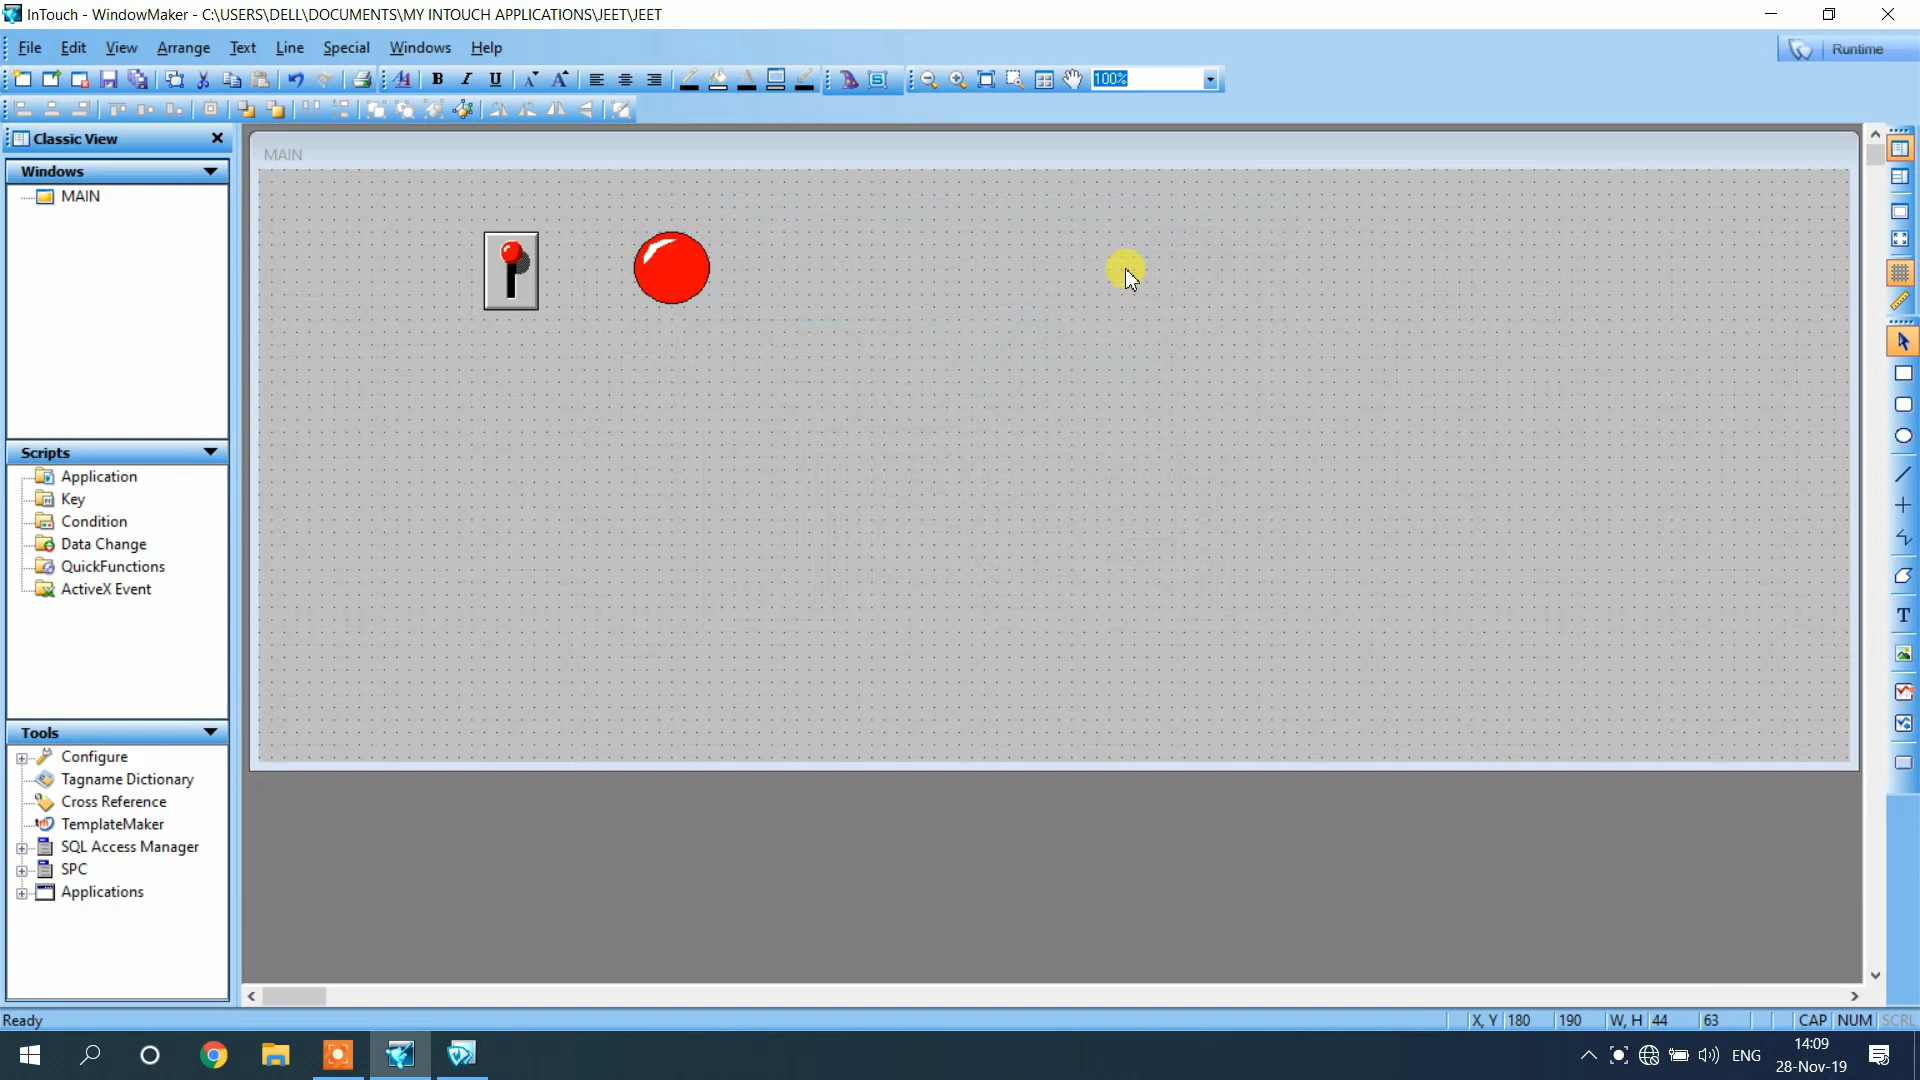 InTouch - WindowMaker - C:\USERS\DELL\DOCUMENTS\MY INTOUCH APPLICATIONS\JEET\JEET
File Edit View Arrange Text Line Special Windows Help
Runtime
B I U A A A 100%
Classic View
Windows
MAIN
MAIN
Scripts
Application
Key
Condition
Data Change
QuickFunctions
ActiveX Event
Tools
Configure
Tagname Dictionary
Cross Reference
TemplateMaker
SQL Access Manager
SPC
Applications
T
Ready
X, Y 180 190 W, H 44 63 CAP NUM SCRL
ENG
14:09
28-Nov-19